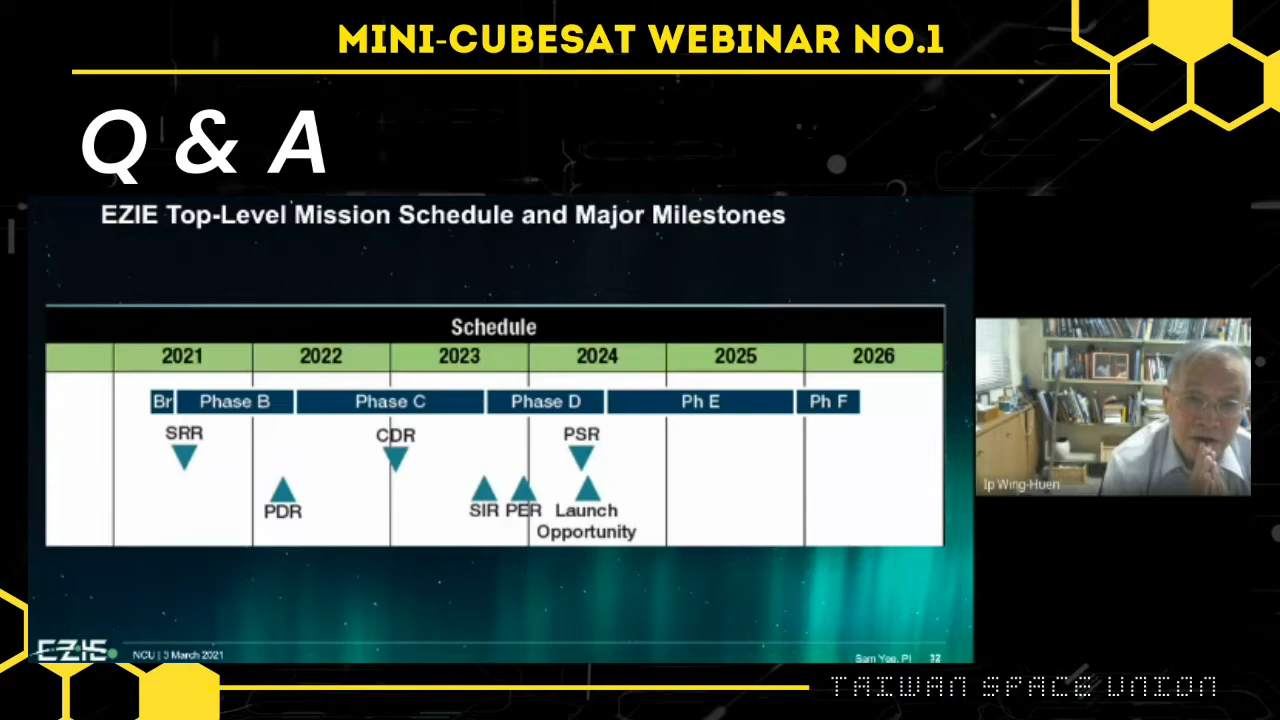 MINI-CUBESAT WEBINAR NO.1
Q & A
EZIE Top-Level Mission Schedule and Major Milestones
Schedule
2021 2022 2023 2024 2025 2026
Br Phase B Phase C Phase D Ph E Ph F
SRR CDR PSR
PDR SIR PER Launch
Opportunity
Ip Wing-Huen
EZIE NCU | 3 March 2021 Sam Yee, PI 32
TAIWAN SPACE UNION